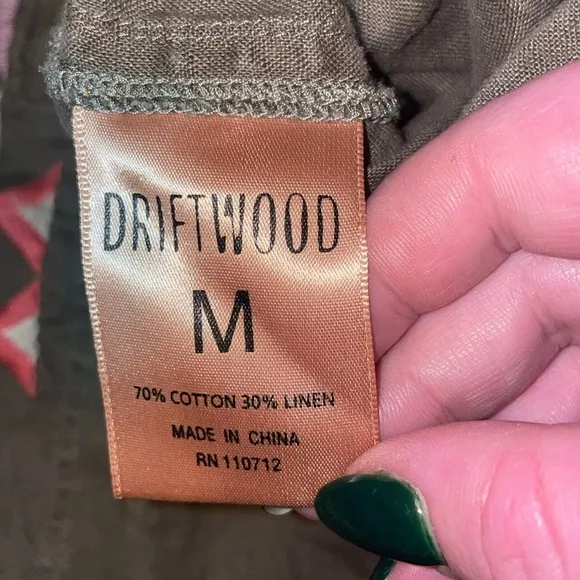 DRIFTWOOD
M
70% COTTON 30% LINEN
MADE IN CHINA
RN 110712